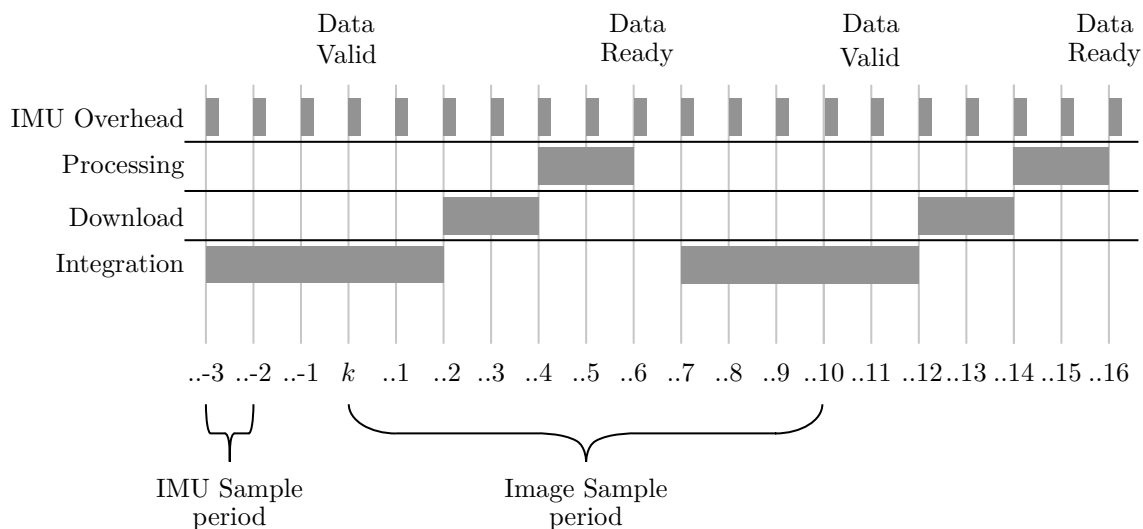 Data Data Data Data
Valid Ready Valid Ready
IMU Overhead
Processing
Download
Integration
..-3 ..-2 ..-1 k ..1 ..2 ..3 ..4 ..5 ..6 ..7 ..8 ..9 ..10 ..11 ..12 ..13 ..14 ..15 ..16
IMU Sample Image Sample
period period